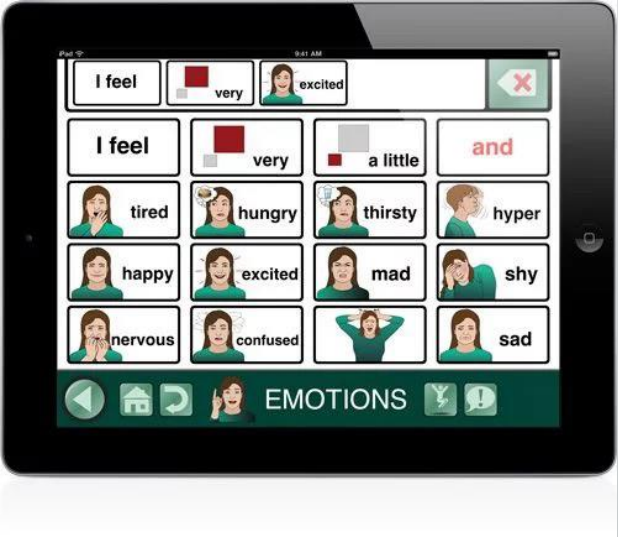 iPad 9:41 AM
I feel very excited
I feel very a little and
tired hungry thirsty hyper
happy excited mad shy
nervous confused sad
EMOTIONS